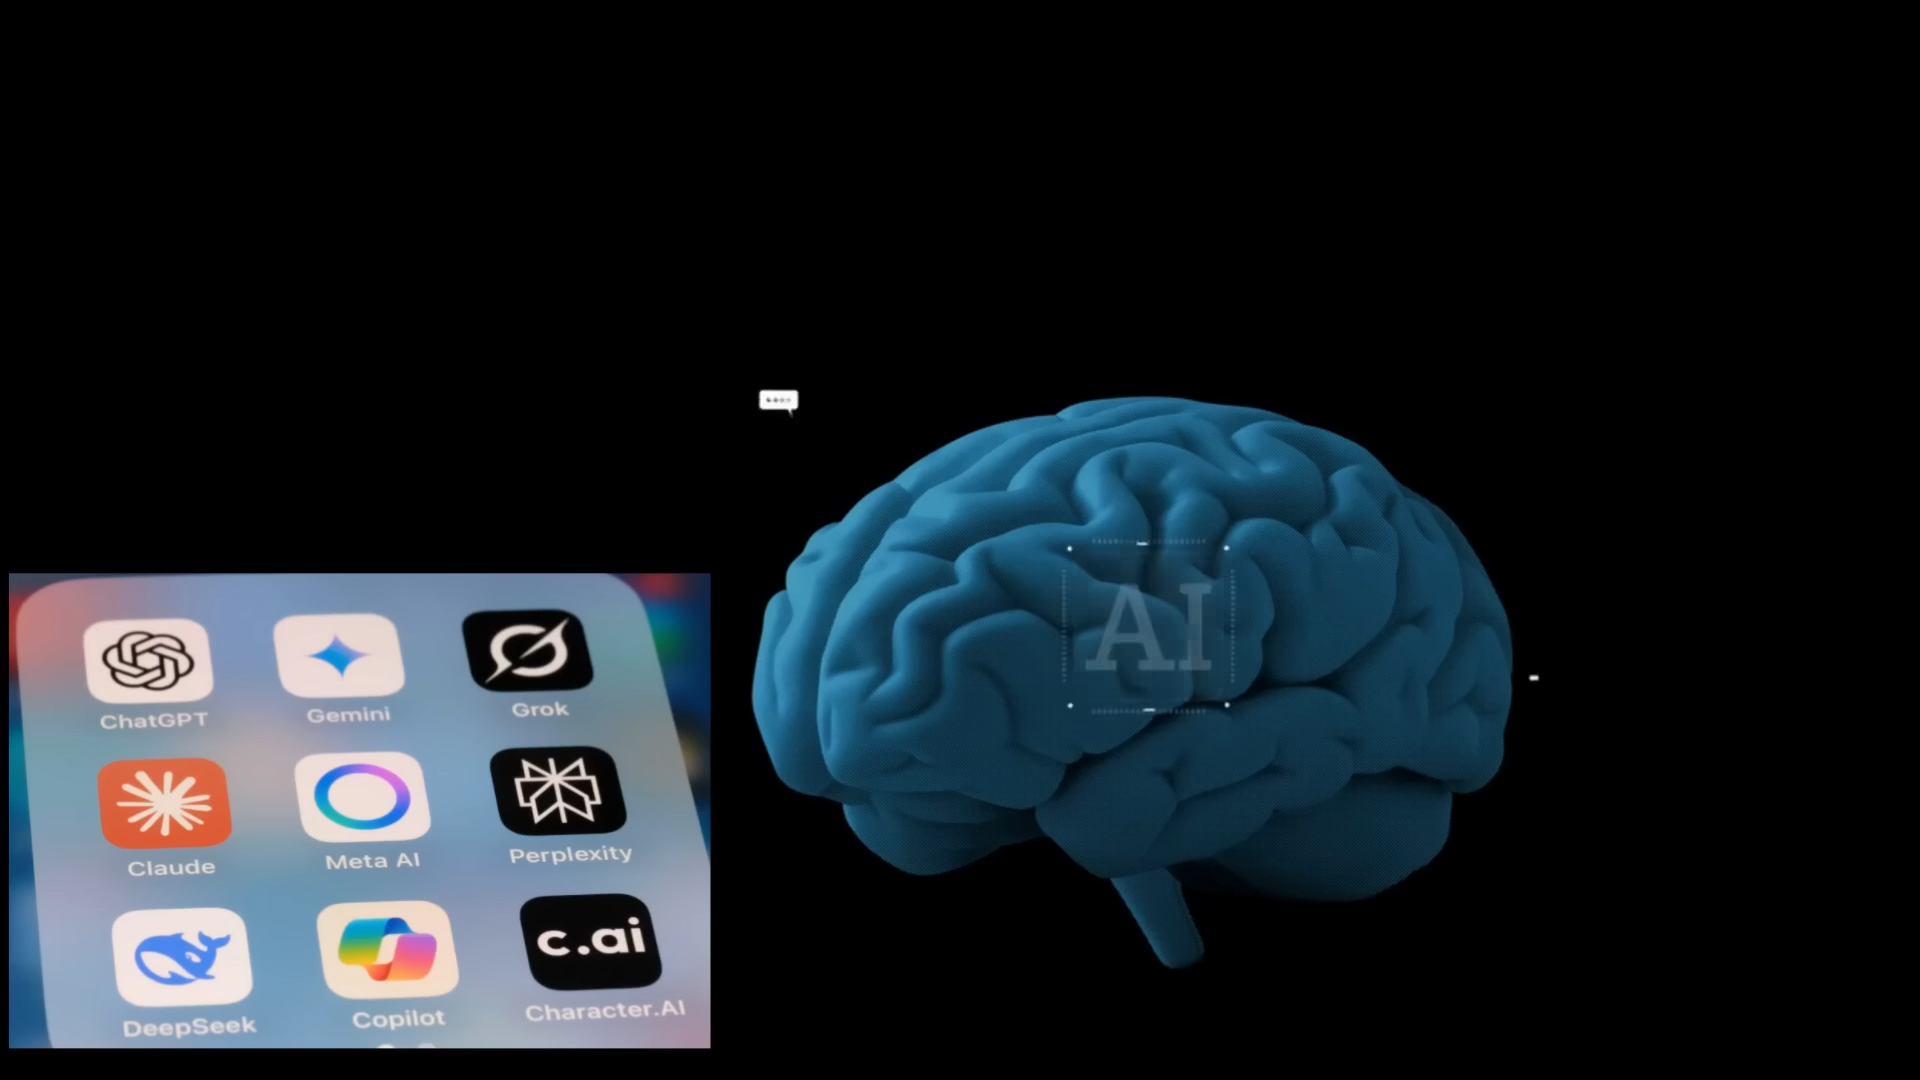 ChatGPT
Gemini
Grok
Claude
Meta AI
Perplexity
DeepSeek
Copilot
c.ai
Character.AI
AI